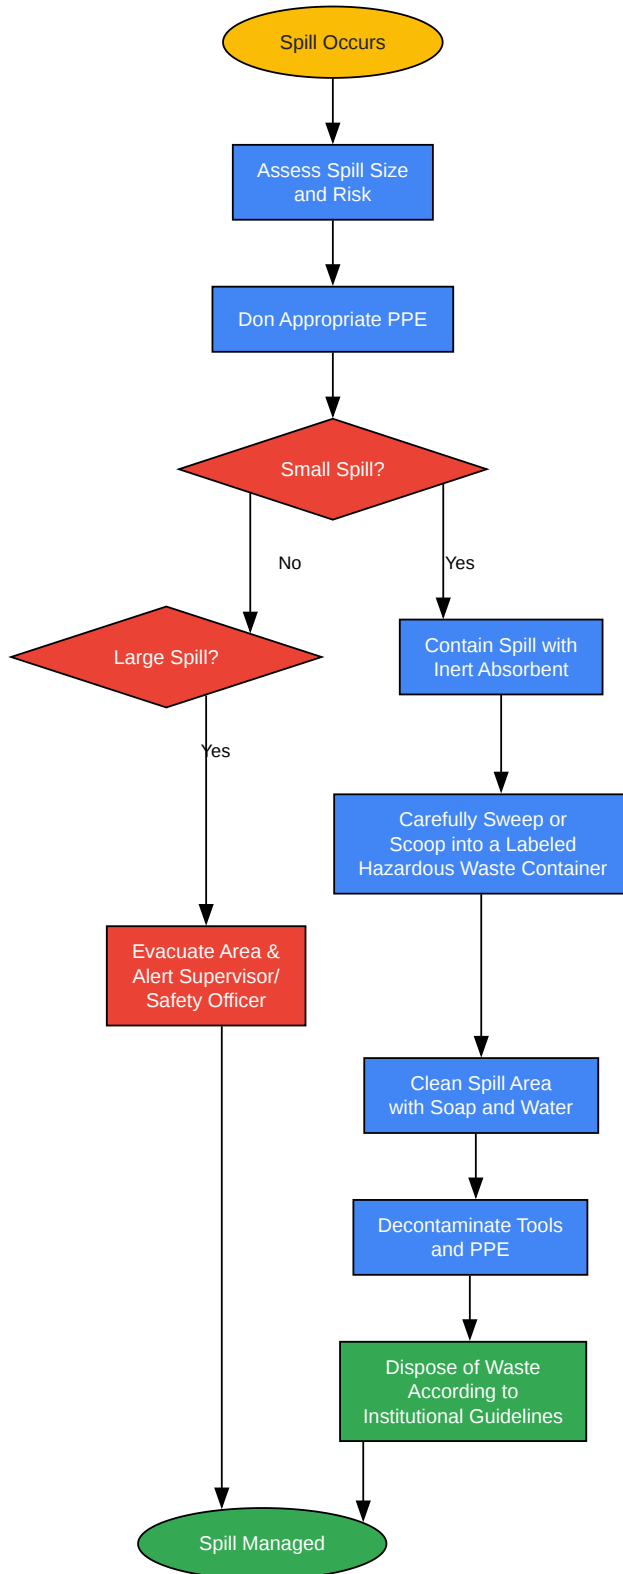 Spill Occurs
Assess Spill Size
and Risk
Don Appropriate PPE
Small Spill?
No
Yes
Large Spill?
Contain Spill with
Inert Absorbent
Yes
Carefully Sweep or
Scoop into a Labeled
Hazardous Waste Container
Evacuate Area &
Alert Supervisor/
Safety Officer
Clean Spill Area
with Soap and Water
Decontaminate Tools
and PPE
Dispose of Waste
According to
Institutional Guidelines
Spill Managed